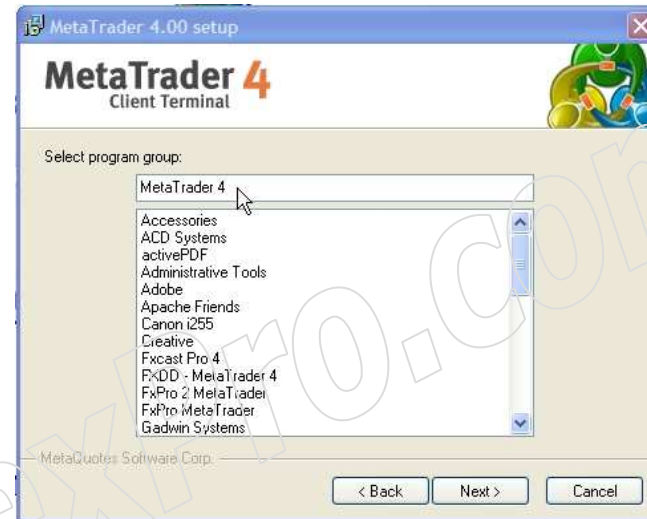 MetaTrader 4.00 setup
MetaTrader 4
Client Terminal
Select program group:
MetaTrader 4
Accessories
ACD Systems
activePDF
Administrative Tools
Adobe
Apache Friends
Canon i255
Creative
Fxcast Pro 4
FXDD - MetaTrader 4
FxPro 2 MetaTrader
FxPro MetaTrader
Gadwin Systems
MetaQuotes Software Corp.
< Back
Next >
Cancel